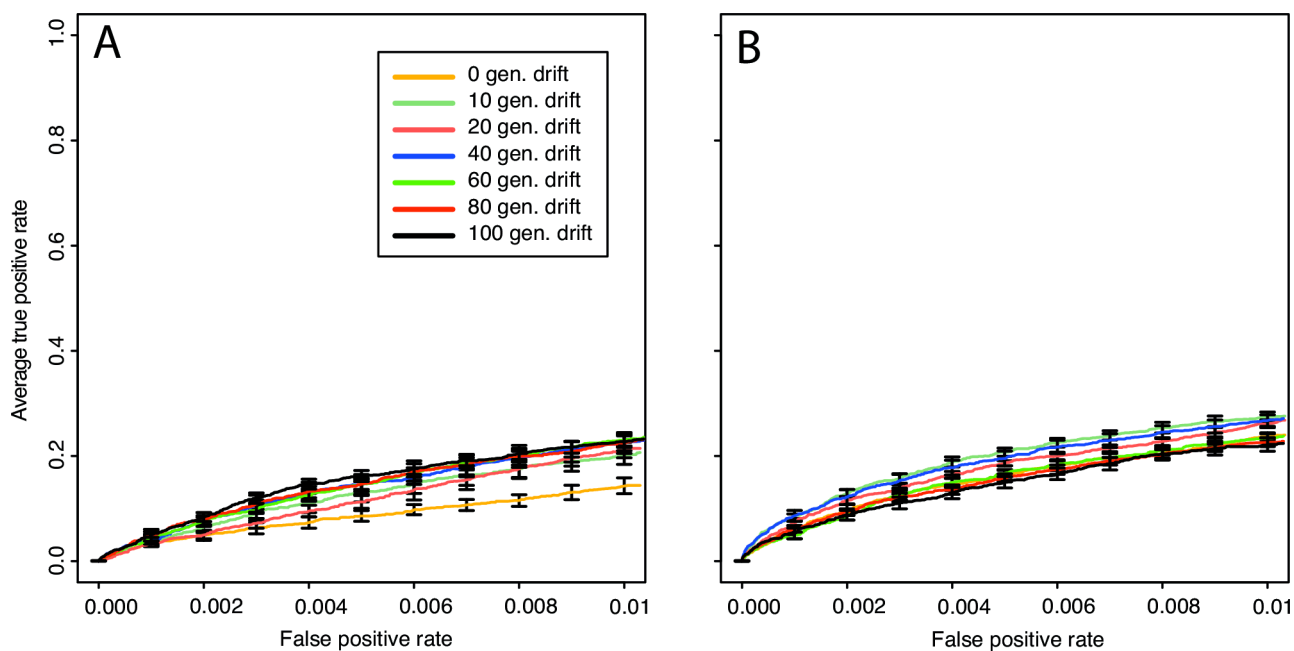 A
B
0 gen. drift
10 gen. drift
20 gen. drift
40 gen. drift
60 gen. drift
80 gen. drift
100 gen. drift
Average true positive rate
1.0
0.8
0.6
0.4
0.2
0.0
0.000 0.002 0.004 0.006 0.008 0.01
False positive rate
0.000 0.002 0.004 0.006 0.008 0.01
False positive rate